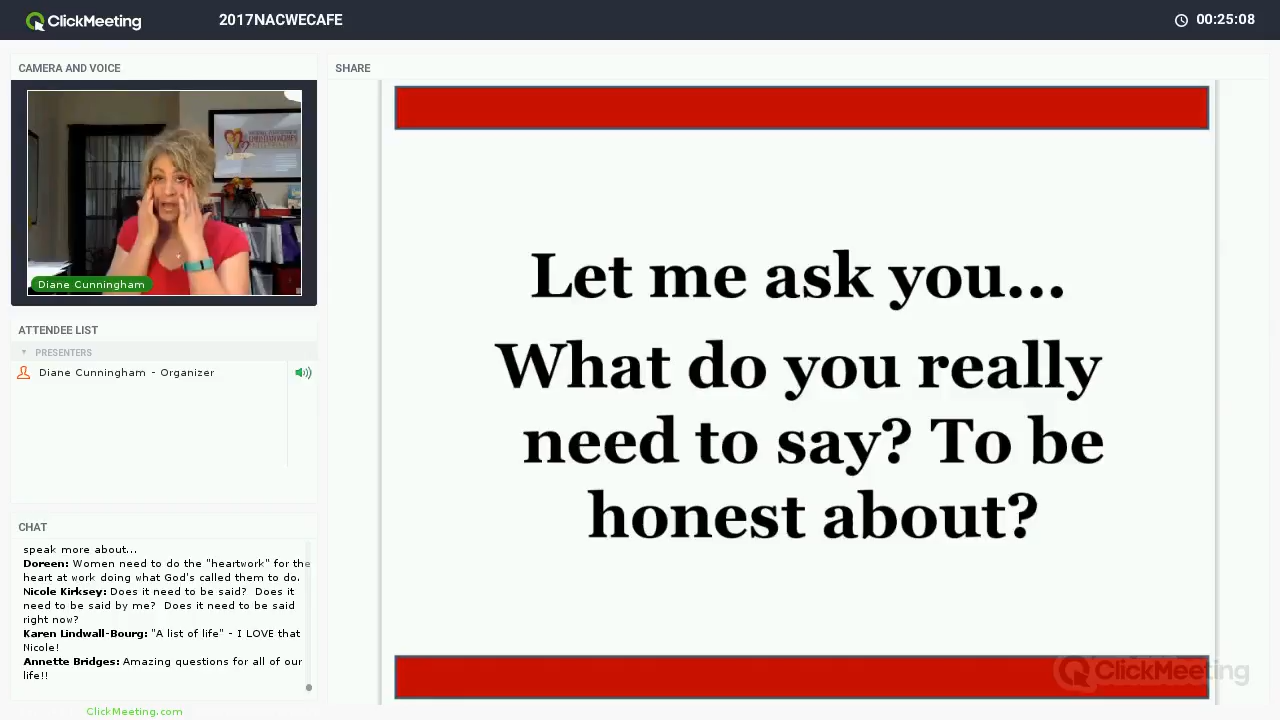 ClickMeeting
2017NACWECAFE
00:25:08
CAMERA AND VOICE
Diane Cunningham
ATTENDEE LIST
PRESENTERS
Diane Cunningham - Organizer
CHAT
speak more about...
Doreen: Women need to do the "heartwork" for the
heart at work doing what God's called them to do.
Nicole Kirksey: Does it need to be said? Does it
need to be said by me? Does it need to be said
right now?
Karen Lindwall-Bourg: "A list of life" - I LOVE that
Nicole!
Annette Bridges: Amazing questions for all of our
life!!
ClickMeeting.com
SHARE
Let me ask you...
What do you really
need to say? To be
honest about?
ClickMeeting